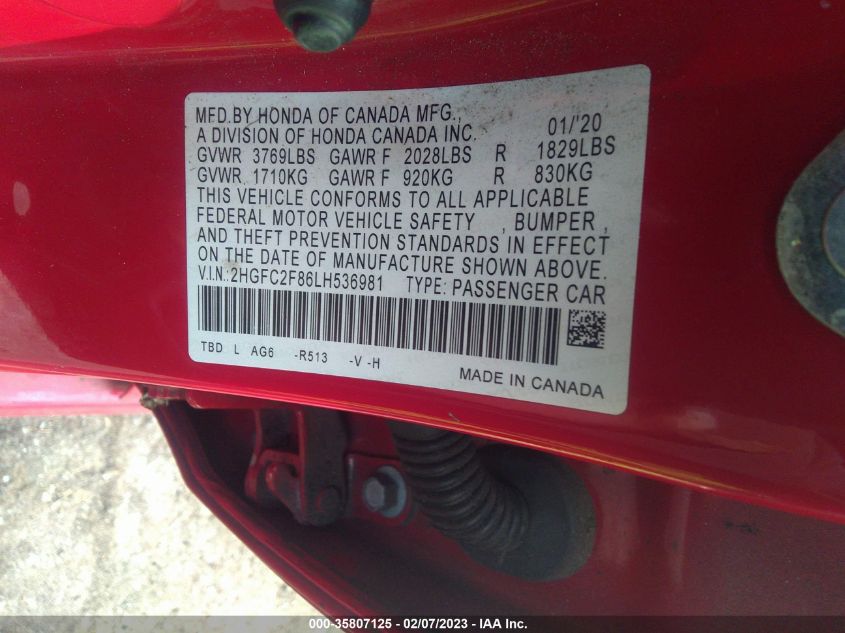 MFD.BY HONDA OF CANADA MFG.,
A DIVISION OF HONDA CANADA INC. 01/'20
GVWR 3769LBS GAWR F 2028LBS R 1829LBS
GVWR 1710KG GAWR F 920KG R 830KG
THIS VEHICLE CONFORMS TO ALL APPLICABLE
FEDERAL MOTOR VEHICLE SAFETY , BUMPER ,
AND THEFT PREVENTION STANDARDS IN EFFECT
ON THE DATE OF MANUFACTURE SHOWN ABOVE.
V.I.N.:2HGFC2F86LH536981 TYPE: PASSENGER CAR
TBD L AG6 -R513 -V -H
MADE IN CANADA
000-35807125 - 02/07/2023 - IAA Inc.